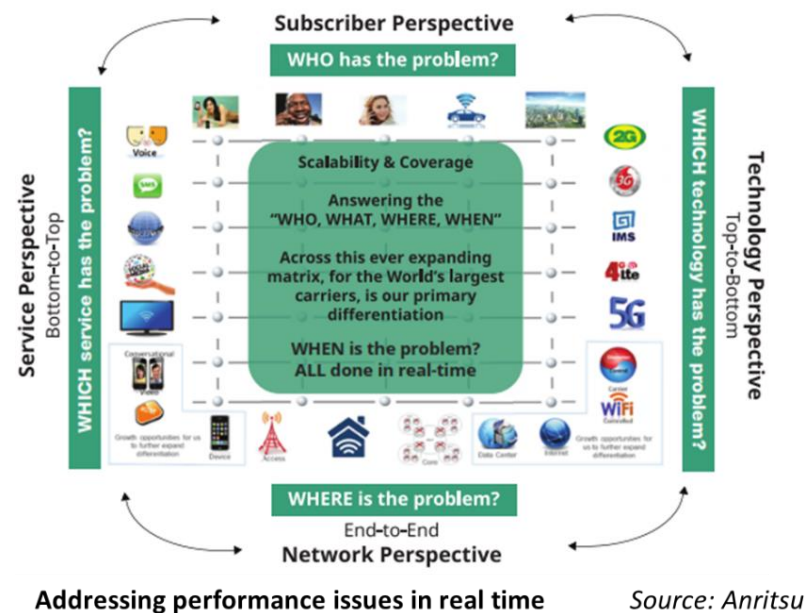 Subscriber Perspective
WHO has the problem?
Service Perspective
Bottom-to-Top
WHICH service has the problem?
Voice
SMS
Conversational
Video
Growth opportunities for us
to further expand
differentiation
Scalability & Coverage
Answering the
"WHO, WHAT, WHERE, WHEN"
Across this ever expanding
matrix, for the World's largest
carriers, is our primary
differentiation
WHEN is the problem?
ALL done in real-time
2G
3G
IMS
4G lte
5G
Carrier
WiFi
Controlled
Growth opportunities for
us to further expand
differentiation
WHICH technology has the problem?
Technology Perspective
Top-to-Bottom
Device
Access
Core
Data Center
Internet
WHERE is the problem?
End-to-End
Network Perspective
Addressing performance issues in real time
Source: Anritsu